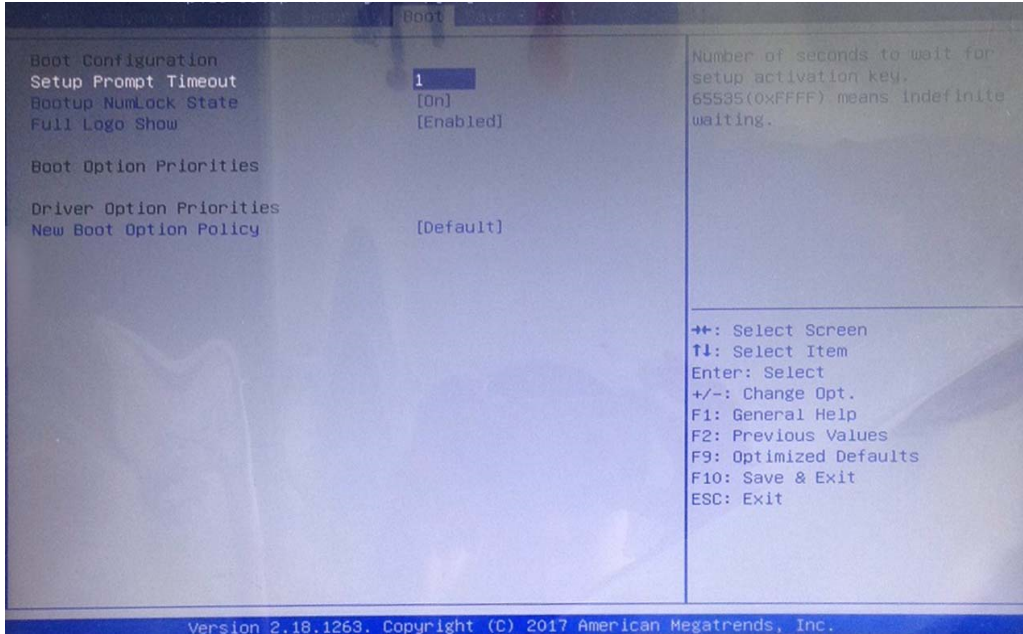 Boot
Boot Configuration
Setup Prompt Timeout 1
Bootup NumLock State [On]
Full Logo Show [Enabled]
Boot Option Priorities
Driver Option Priorities
New Boot Option Policy [Default]
Number of seconds to wait for
setup activation key.
65535(0xFFFF) means indefinite
waiting.
→←: Select Screen
↑↓: Select Item
Enter: Select
+/-: Change Opt.
F1: General Help
F2: Previous Values
F9: Optimized Defaults
F10: Save & Exit
ESC: Exit
Version 2.18.1263. Copyright (C) 2017 American Megatrends, Inc.